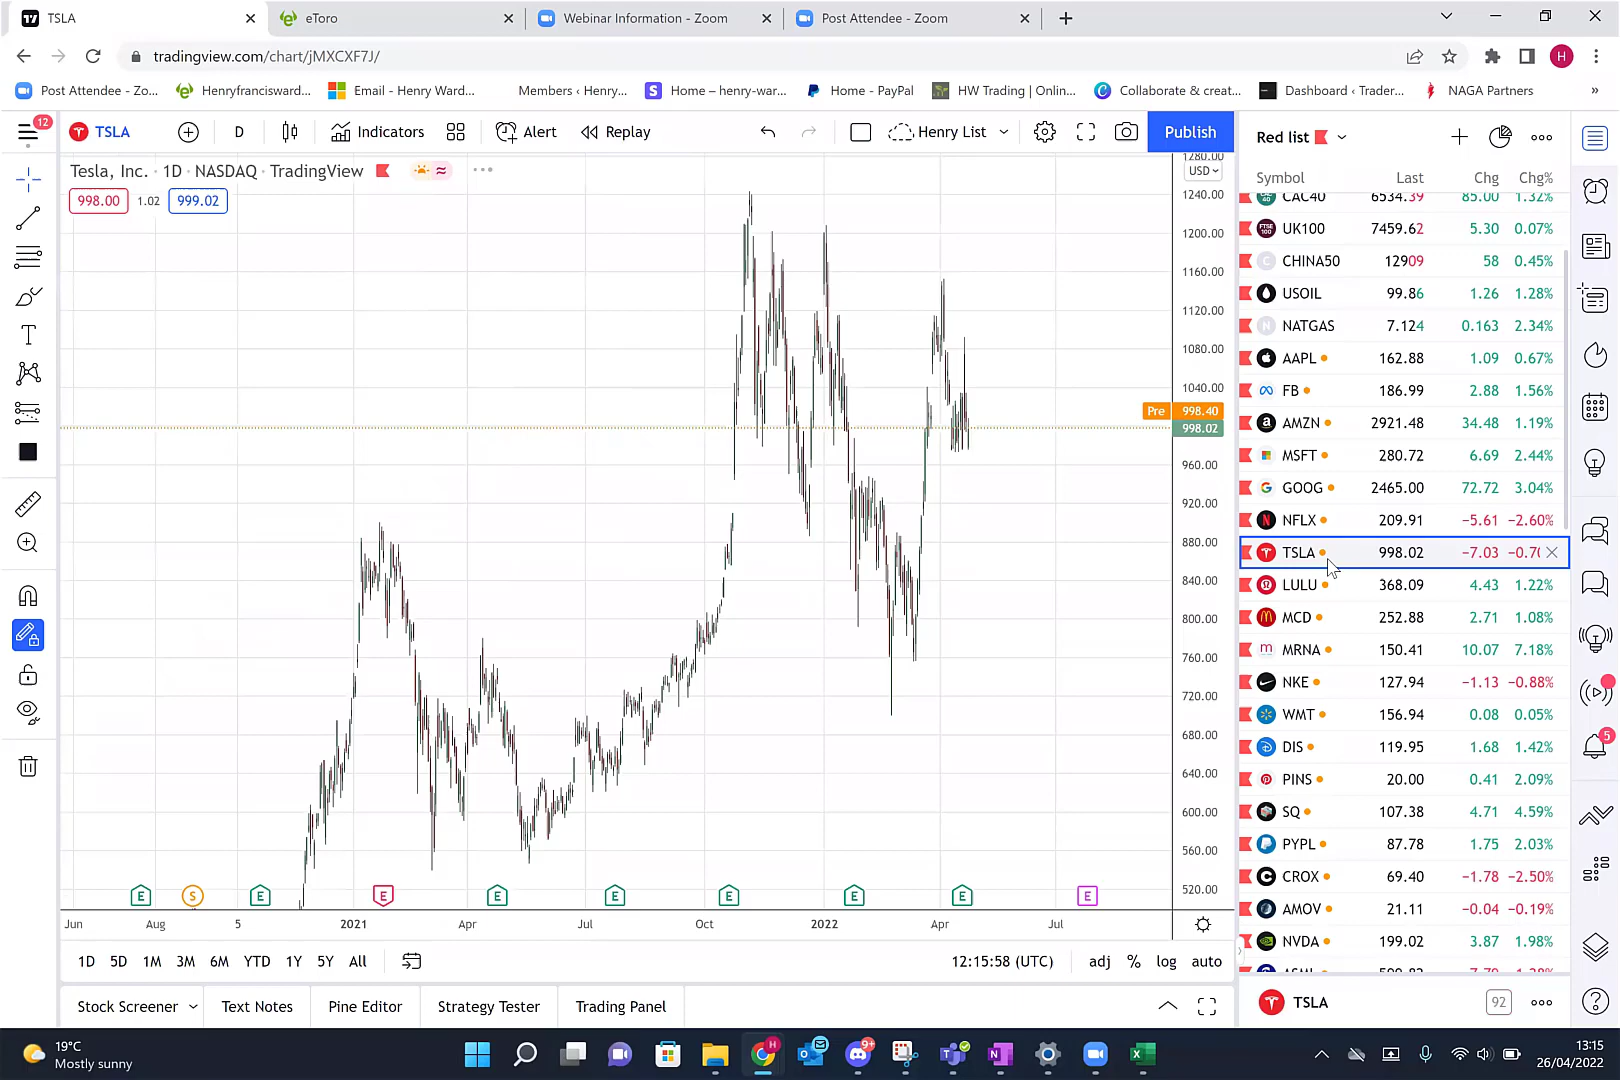 TSLA
eToro
Webinar Information - Zoom
Post Attendee - Zoom
tradingview.com/chart/jMXCXF7J/
H
Post Attendee - Zo...
Henryfrancisward...
Email - Henry Ward...
Members ‹ Henry...
Home – henry-war...
Home - PayPal
HW Trading | Onlin...
Collaborate & creat...
Dashboard ‹ Trader...
NAGA Partners
»
12
TSLA
D
Indicators
Alert
Replay
Henry List
Publish
Tesla, Inc. · 1D · NASDAQ · TradingView
998.00
1.02
999.02
1280.00
USD
1240.00
1200.00
1160.00
1120.00
1080.00
1040.00
Pre 998.40
998.02
960.00
920.00
880.00
840.00
800.00
760.00
720.00
680.00
640.00
600.00
560.00
520.00
E S E E E E E E E E
Jun Aug 5 2021 Apr Jul Oct 2022 Apr Jul
1D 5D 1M 3M 6M YTD 1Y 5Y All
12:15:58 (UTC)
adj % log auto
Stock Screener
Text Notes
Pine Editor
Strategy Tester
Trading Panel
Red list
Symbol Last Chg Chg%
CAC40 6534.39 85.00 1.32%
UK100 7459.62 5.30 0.07%
CHINA50 12909 58 0.45%
USOIL 99.86 1.26 1.28%
NATGAS 7.124 0.163 2.34%
AAPL 162.88 1.09 0.67%
FB 186.99 2.88 1.56%
AMZN 2921.48 34.48 1.19%
MSFT 280.72 6.69 2.44%
GOOG 2465.00 72.72 3.04%
NFLX 209.91 −5.61 −2.60%
TSLA 998.02 −7.03 −0.70
LULU 368.09 4.43 1.22%
MCD 252.88 2.71 1.08%
MRNA 150.41 10.07 7.18%
NKE 127.94 −1.13 −0.88%
WMT 156.94 0.08 0.05%
DIS 119.95 1.68 1.42%
PINS 20.00 0.41 2.09%
SQ 107.38 4.71 4.59%
PYPL 87.78 1.75 2.03%
CROX 69.40 −1.78 −2.50%
AMOV 21.11 −0.04 −0.19%
NVDA 199.02 3.87 1.98%
TSLA
92
5
19°C
Mostly sunny
9+
13:15
26/04/2022